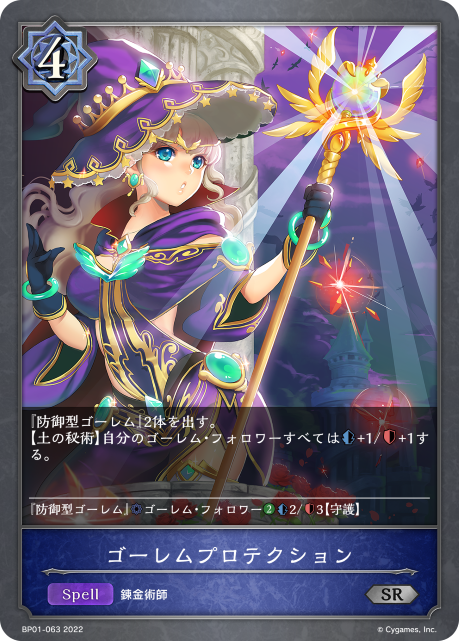 4
『防御型ゴーレム』2体を出す。
【土の秘術】自分のゴーレム・フォロワーすべては+1/+1す
る。
『防御型ゴーレム』ゴーレム・フォロワー2 2/3【守護】
ゴーレムプロテクション
Spell 錬金術師 SR
BP01-063 2022 © Cygames, Inc.